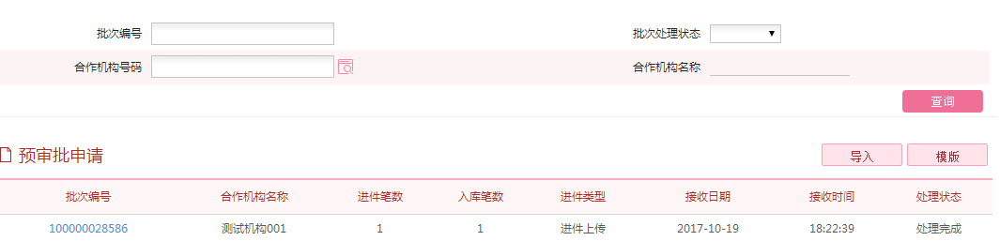 批次编号 批次处理状态
合作机构号码 合作机构名称
查询
预审批申请 导入 模版
批次编号 合作机构名称 进件笔数 入库笔数 进件类型 接收日期 接收时间 处理状态
100000028586 测试机构001 1 1 进件上传 2017-10-19 18:22:39 处理完成